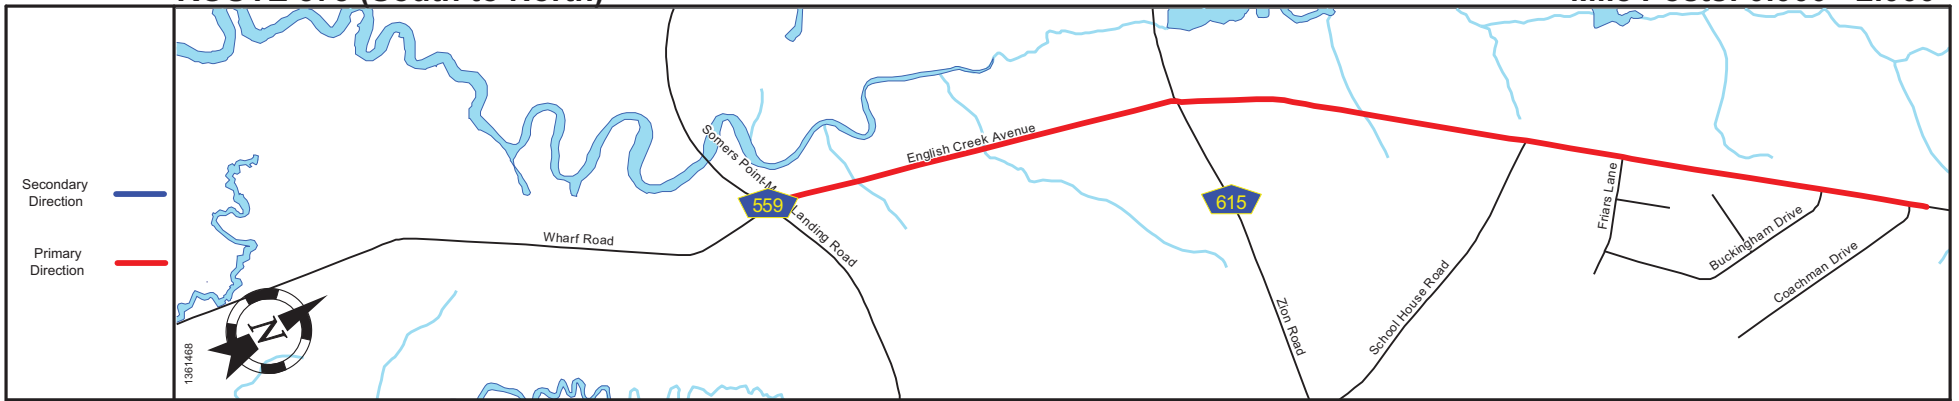 Secondary
Direction
Primary
Direction
1361468
N
Wharf Road
Somers Point-M
Landing Road
559
English Creek Avenue
615
Zion Road
School House Road
Friars Lane
Buckingham Drive
Coachman Drive